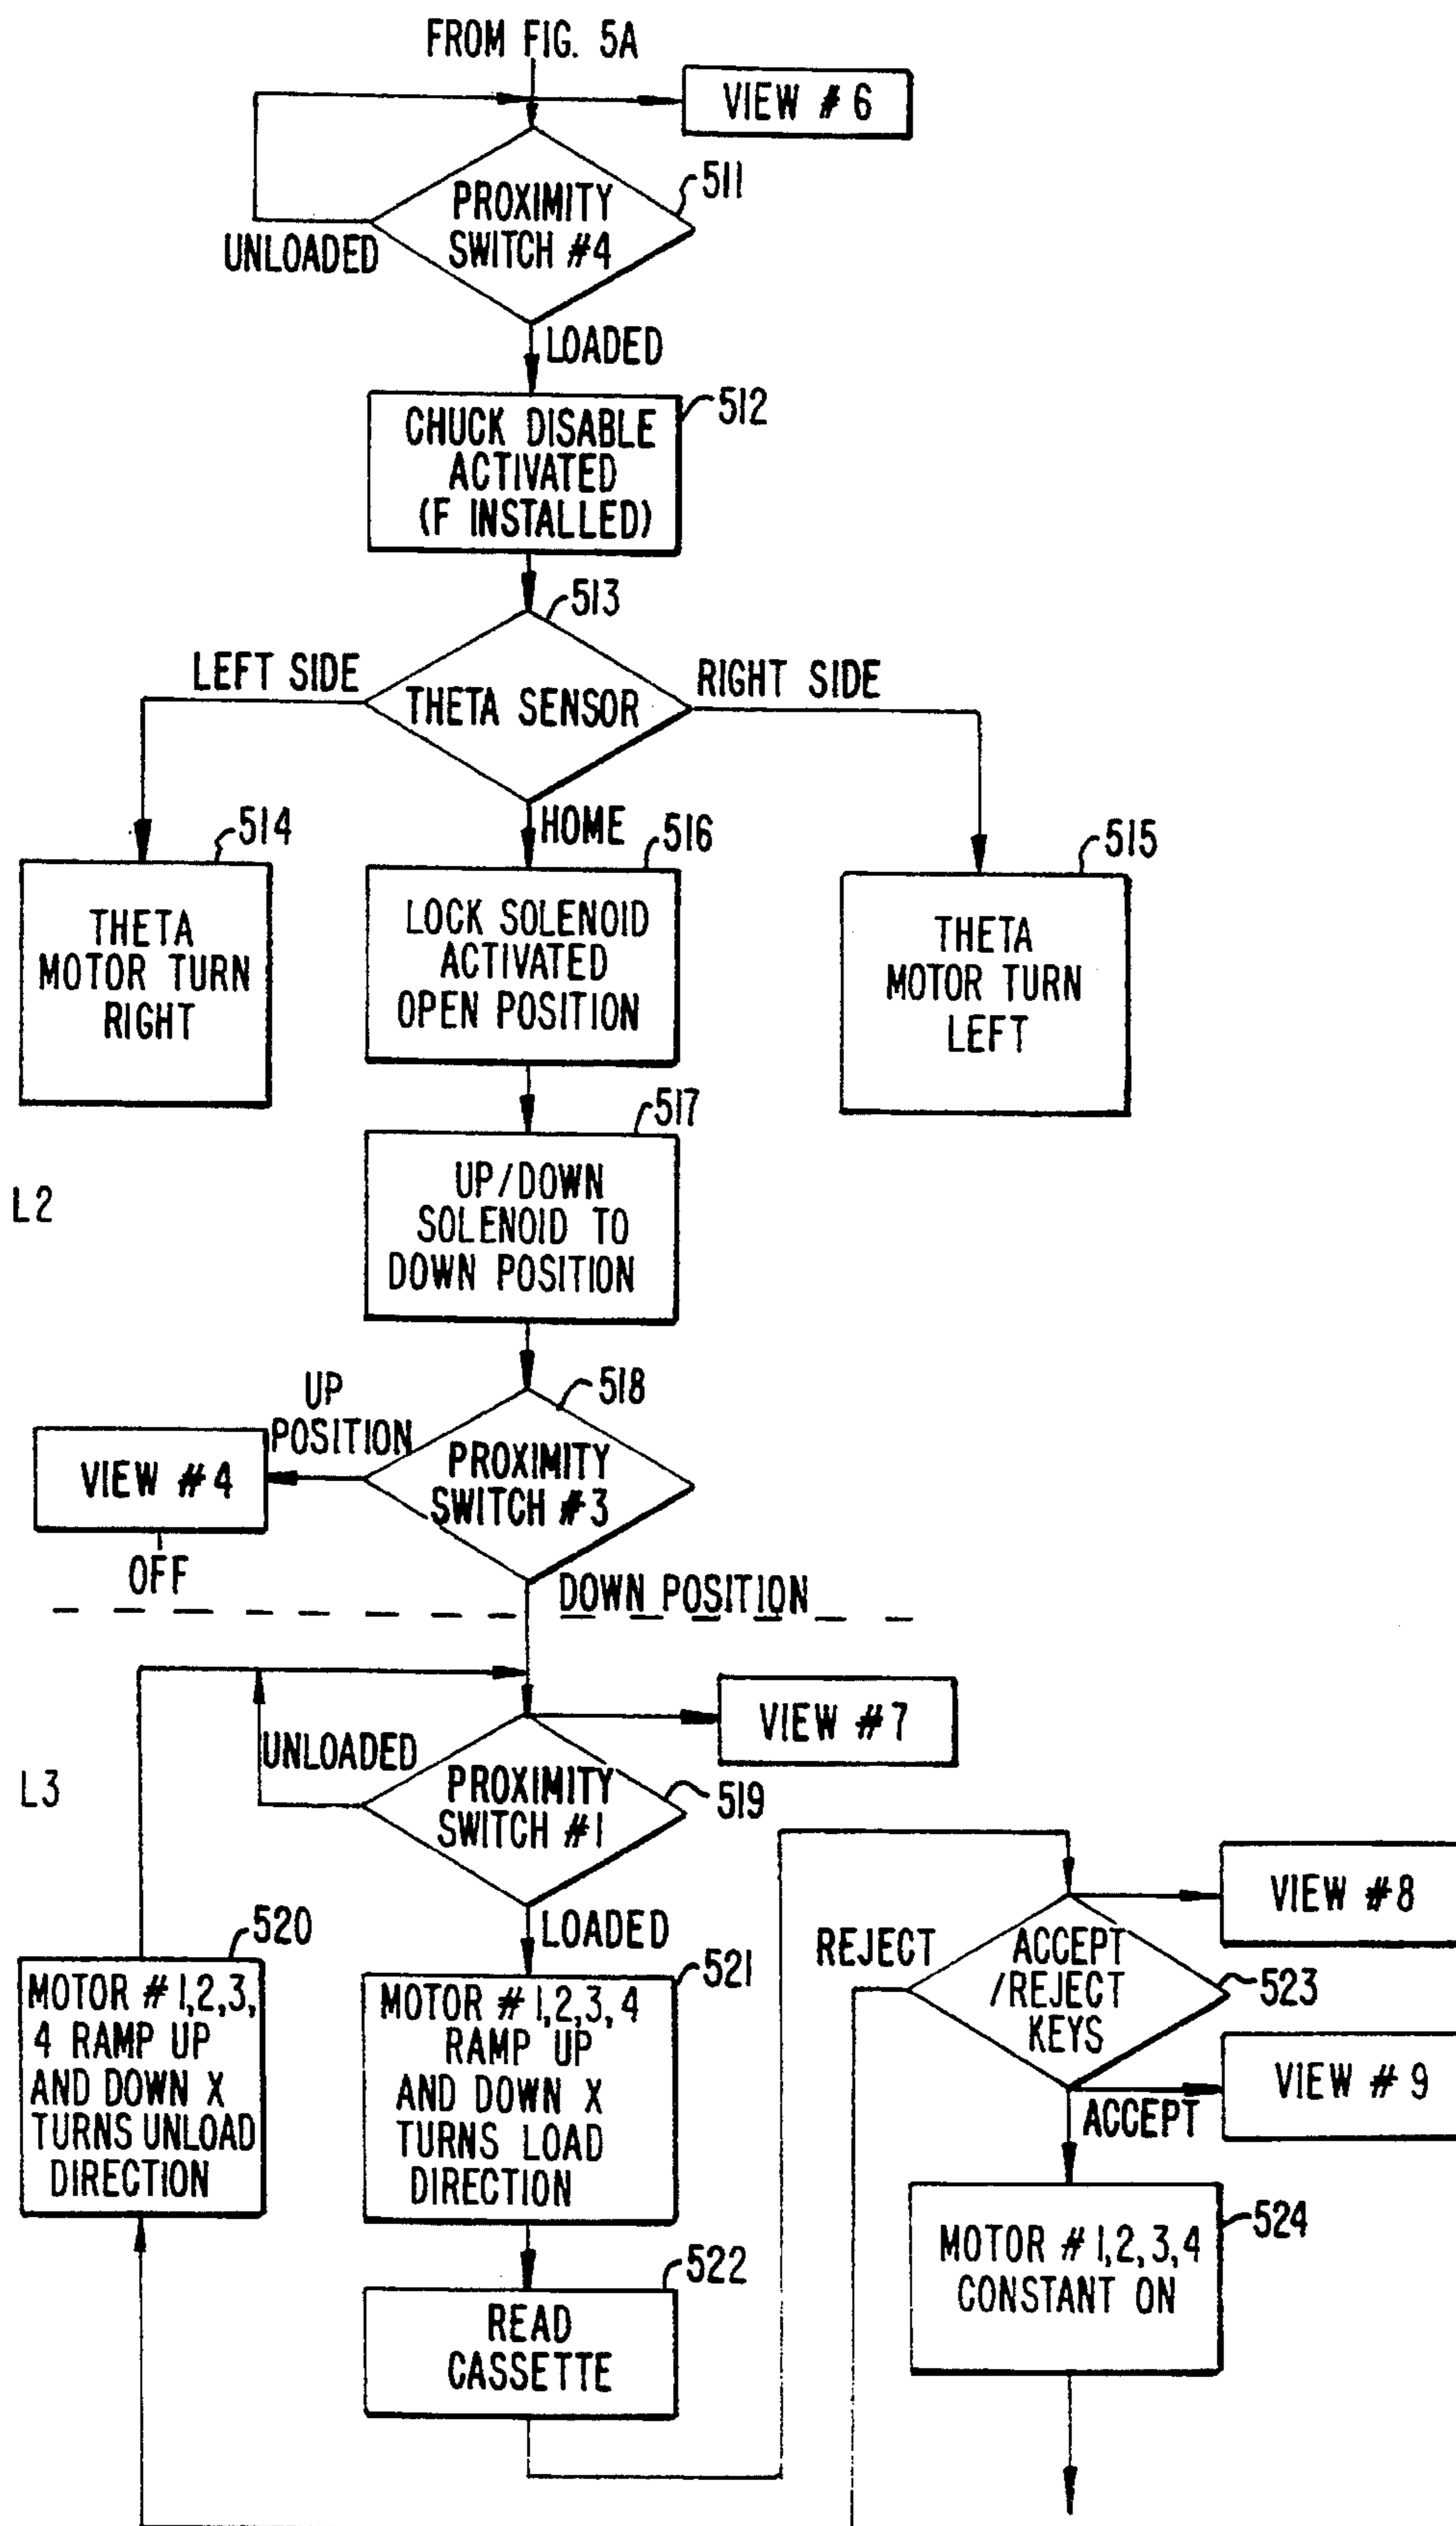 FROM FIG. 5A
VIEW # 6
511
PROXIMITY
SWITCH #4
UNLOADED
LOADED
512
CHUCK DISABLE
ACTIVATED
(F INSTALLED)
513
LEFT SIDE
THETA SENSOR
RIGHT SIDE
514
THETA
MOTOR TURN
RIGHT
HOME
516
LOCK SOLENOID
ACTIVATED
OPEN POSITION
515
THETA
MOTOR TURN
LEFT
517
UP/DOWN
SOLENOID TO
DOWN POSITION
L2
518
UP
POSITION
PROXIMITY
SWITCH #3
VIEW #4
OFF
DOWN POSITION
VIEW #7
UNLOADED
PROXIMITY
SWITCH #1
519
L3
LOADED
520
MOTOR # 1,2,3,
4 RAMP UP
AND DOWN X
TURNS UNLOAD
DIRECTION
521
MOTOR # 1,2,3,4
RAMP UP
AND DOWN X
TURNS LOAD
DIRECTION
522
READ
CASSETTE
VIEW #8
REJECT
ACCEPT
/REJECT
KEYS
523
VIEW # 9
ACCEPT
524
MOTOR # 1,2,3,4
CONSTANT ON